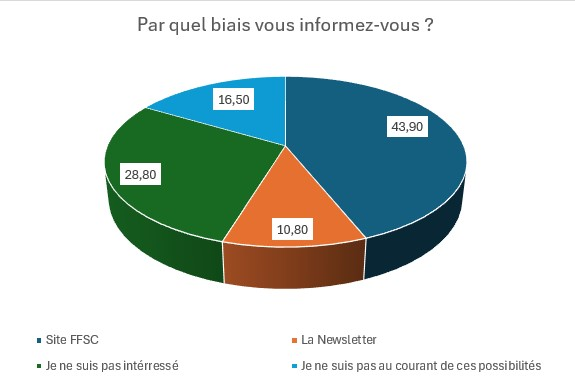 Par quel biais vous informez-vous ?
16,50
43,90
28,80
10,80
Site FFSC
La Newsletter
Je ne suis pas intérressé
Je ne suis pas au courant de ces possibilités